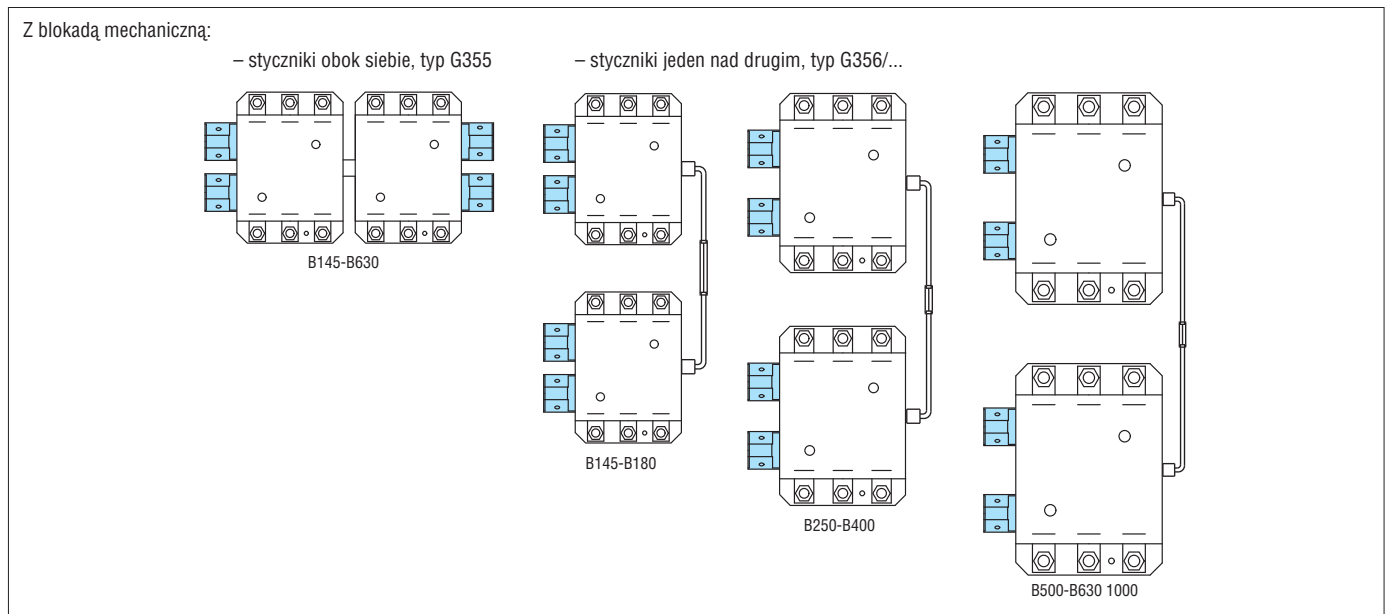 Z blokadą mechaniczną:
– styczniki obok siebie, typ G355
– styczniki jeden nad drugim, typ G356/...
B145-B630
B145-B180
B250-B400
B500-B630 1000